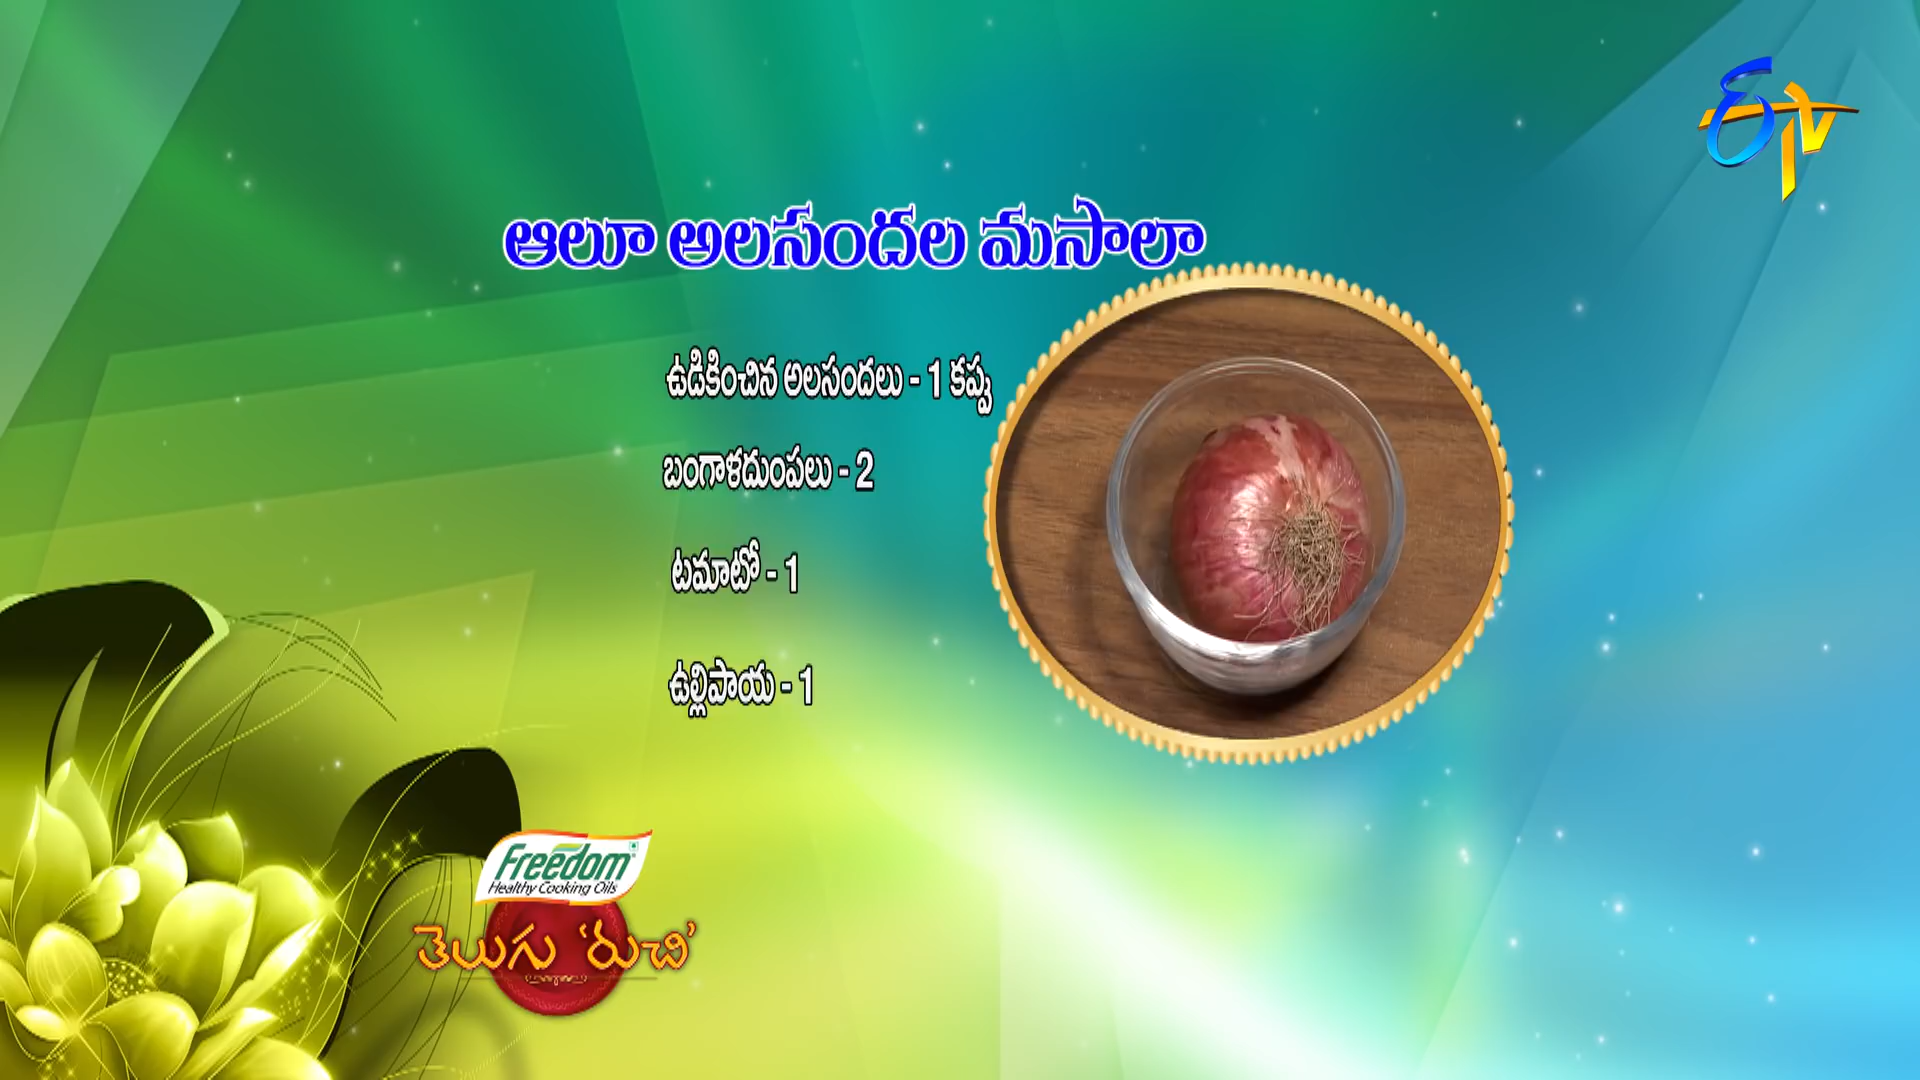 ETV
ఆలూ అలసందల మసాలా
ఉడికించిన అలసందలు - 1 కప్పు
బంగాళదుంపలు - 2
టమాటో - 1
ఉల్లిపాయ - 1
Freedom
Healthy Cooking Oils
తెలుగు 'రుచి'